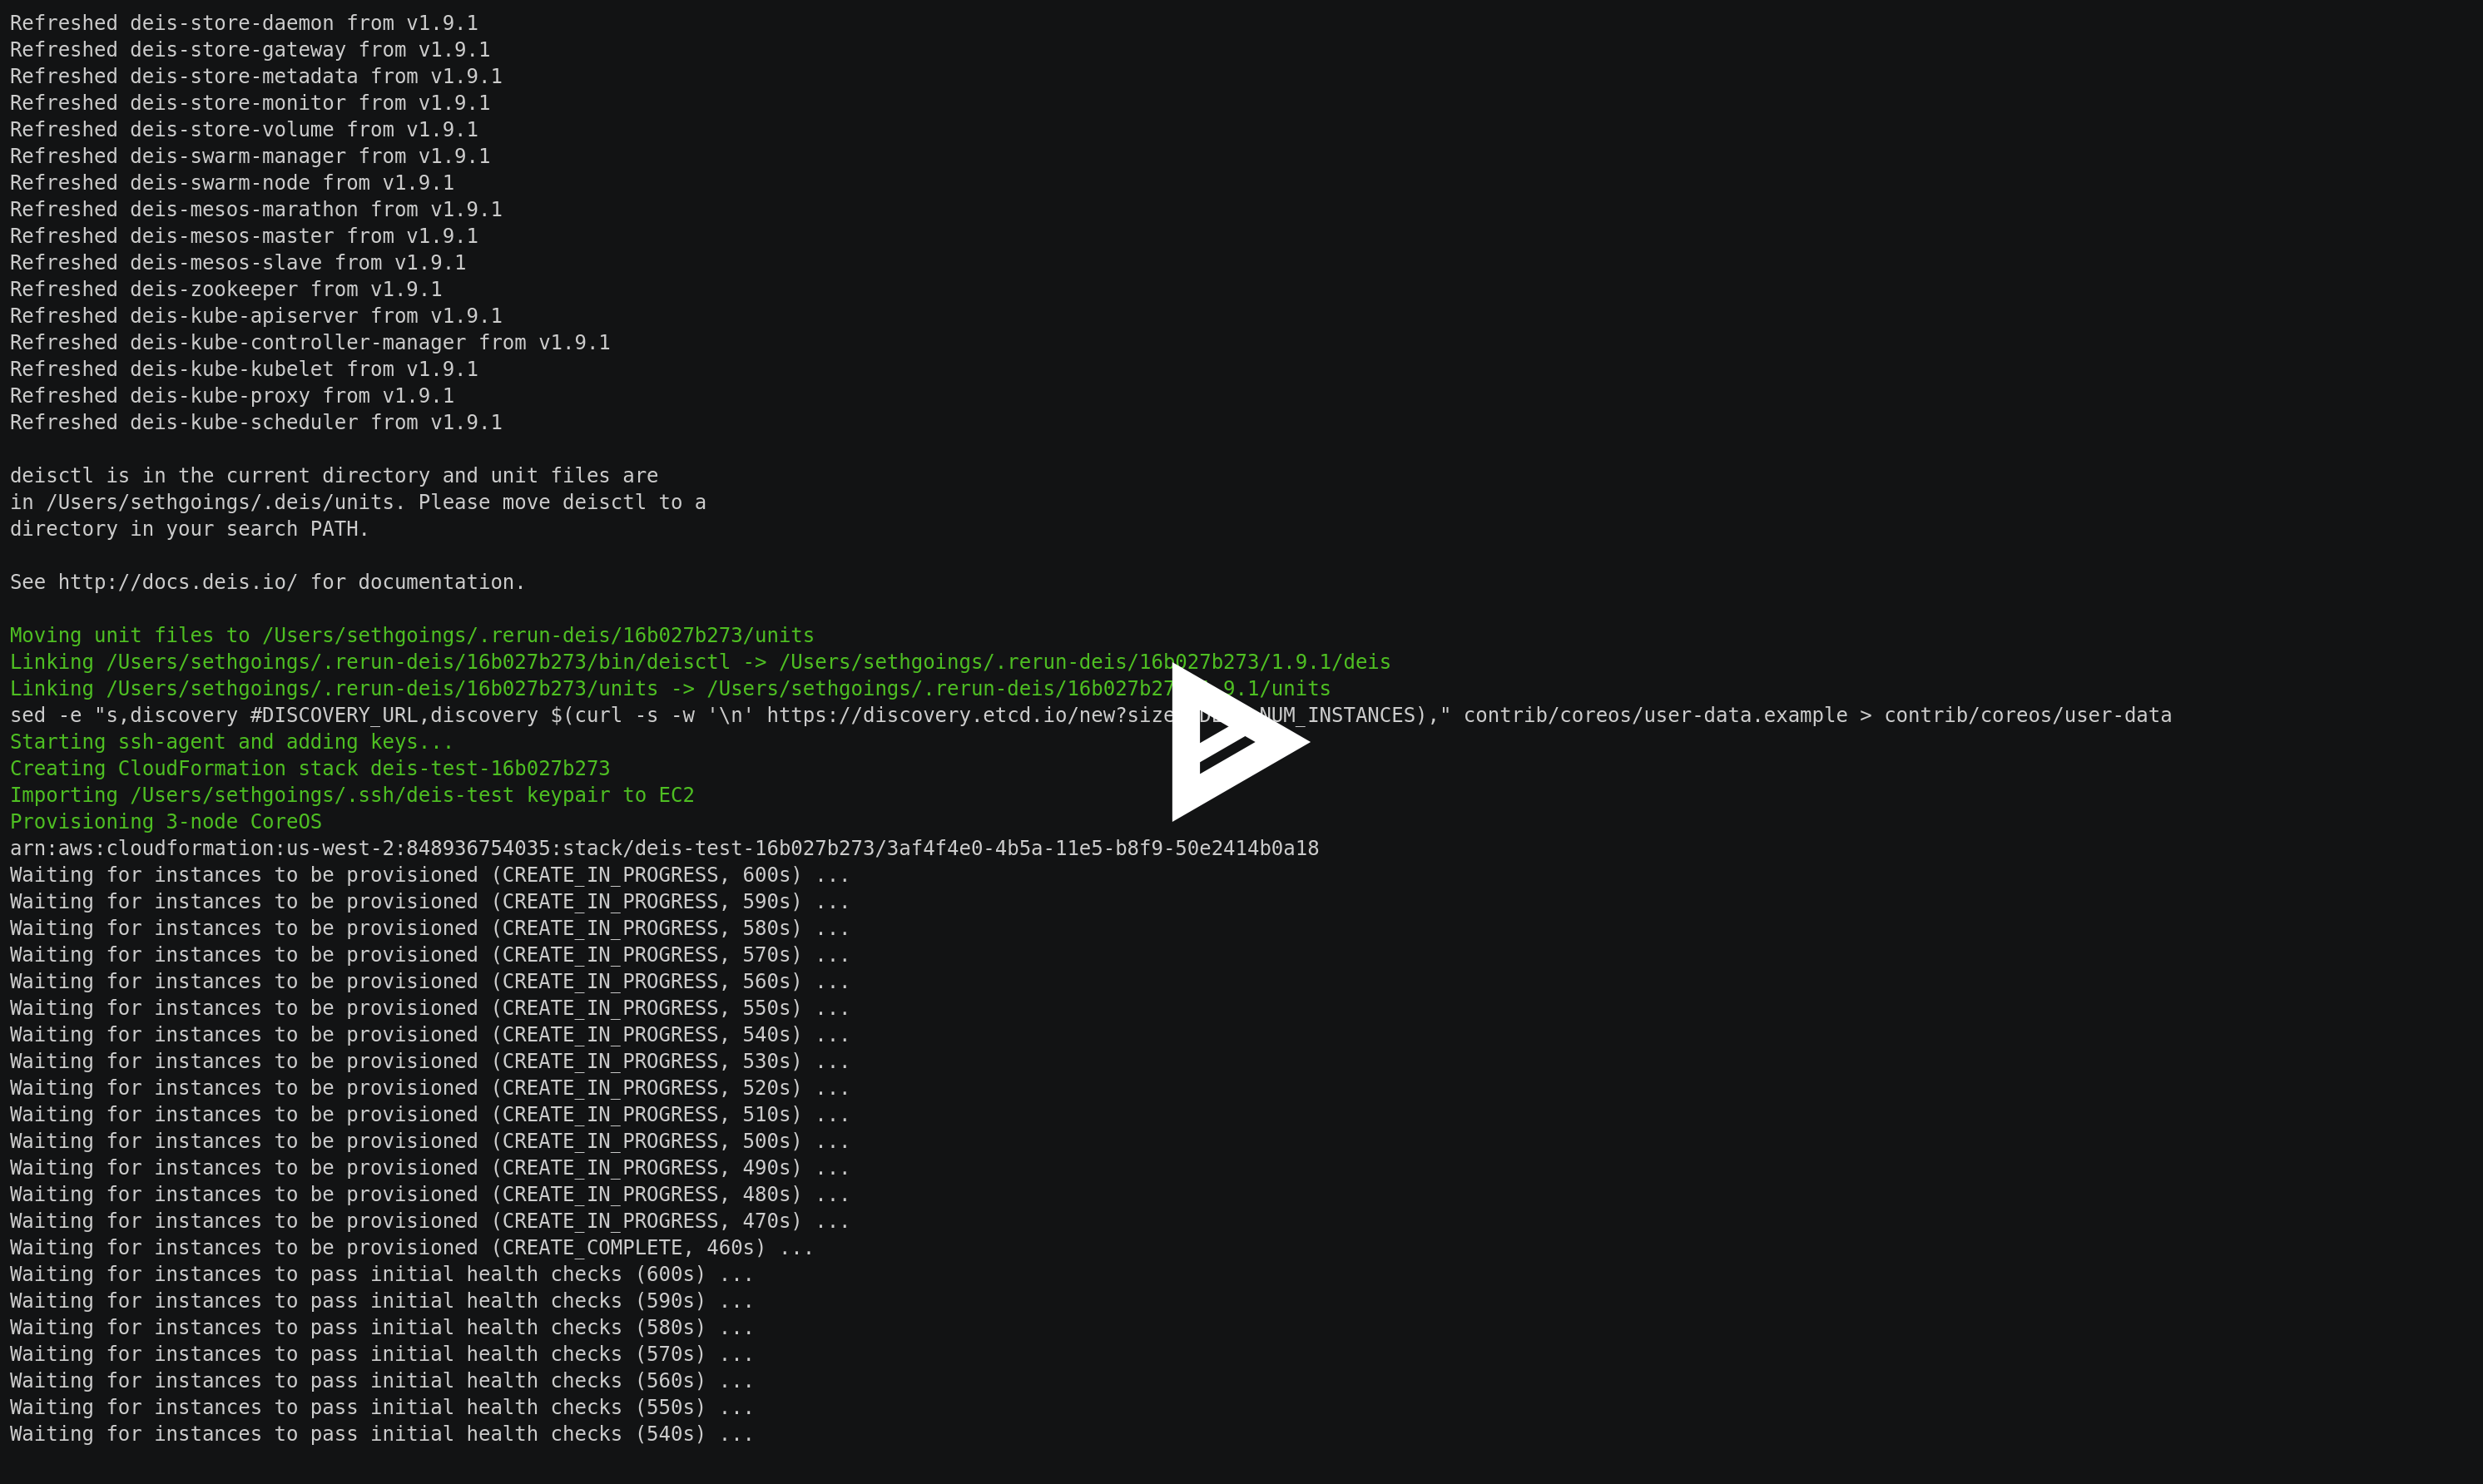 Refreshed deis-store-daemon from v1.9.1
Refreshed deis-store-gateway from v1.9.1
Refreshed deis-store-metadata from v1.9.1
Refreshed deis-store-monitor from v1.9.1
Refreshed deis-store-volume from v1.9.1
Refreshed deis-swarm-manager from v1.9.1
Refreshed deis-swarm-node from v1.9.1
Refreshed deis-mesos-marathon from v1.9.1
Refreshed deis-mesos-master from v1.9.1
Refreshed deis-mesos-slave from v1.9.1
Refreshed deis-zookeeper from v1.9.1
Refreshed deis-kube-apiserver from v1.9.1
Refreshed deis-kube-controller-manager from v1.9.1
Refreshed deis-kube-kubelet from v1.9.1
Refreshed deis-kube-proxy from v1.9.1
Refreshed deis-kube-scheduler from v1.9.1
deisctl is in the current directory and unit files are
in /Users/sethgoings/.deis/units. Please move deisctl to a
directory in your search PATH.
See http://docs.deis.io/ for documentation.
Moving unit files to /Users/sethgoings/.rerun-deis/16b027b273/units
Linking /Users/sethgoings/.rerun-deis/16b027b273/bin/deisctl -> /Users/sethgoings/.rerun-deis/16b027b273/1.9.1/deis
Linking /Users/sethgoings/.rerun-deis/16b027b273/units -> /Users/sethgoings/.rerun-deis/16b027b27 9.1/units
sed -e "s,discovery #DISCOVERY_URL,discovery $(curl -s -w '\n' https://discovery.etcd.io/new?size NUM_INSTANCES)," contrib/coreos/user-data.example > contrib/coreos/user-data
Starting ssh-agent and adding keys...
Creating CloudFormation stack deis-test-16b027b273
Importing /Users/sethgoings/.ssh/deis-test keypair to EC2
Provisioning 3-node CoreOS
arn:aws:cloudformation:us-west-2:848936754035:stack/deis-test-16b027b273/3af4f4e0-4b5a-11e5-b8f9-50e2414b0a18
Waiting for instances to be provisioned (CREATE_IN_PROGRESS, 600s) ...
Waiting for instances to be provisioned (CREATE_IN_PROGRESS, 590s) ...
Waiting for instances to be provisioned (CREATE_IN_PROGRESS, 580s) ...
Waiting for instances to be provisioned (CREATE_IN_PROGRESS, 570s) ...
Waiting for instances to be provisioned (CREATE_IN_PROGRESS, 560s) ...
Waiting for instances to be provisioned (CREATE_IN_PROGRESS, 550s) ...
Waiting for instances to be provisioned (CREATE_IN_PROGRESS, 540s) ...
Waiting for instances to be provisioned (CREATE_IN_PROGRESS, 530s) ...
Waiting for instances to be provisioned (CREATE_IN_PROGRESS, 520s) ...
Waiting for instances to be provisioned (CREATE_IN_PROGRESS, 510s) ...
Waiting for instances to be provisioned (CREATE_IN_PROGRESS, 500s) ...
Waiting for instances to be provisioned (CREATE_IN_PROGRESS, 490s) ...
Waiting for instances to be provisioned (CREATE_IN_PROGRESS, 480s) ...
Waiting for instances to be provisioned (CREATE_IN_PROGRESS, 470s) ...
Waiting for instances to be provisioned (CREATE_COMPLETE, 460s) ...
Waiting for instances to pass initial health checks (600s) ...
Waiting for instances to pass initial health checks (590s) ...
Waiting for instances to pass initial health checks (580s) ...
Waiting for instances to pass initial health checks (570s) ...
Waiting for instances to pass initial health checks (560s) ...
Waiting for instances to pass initial health checks (550s) ...
Waiting for instances to pass initial health checks (540s) ...